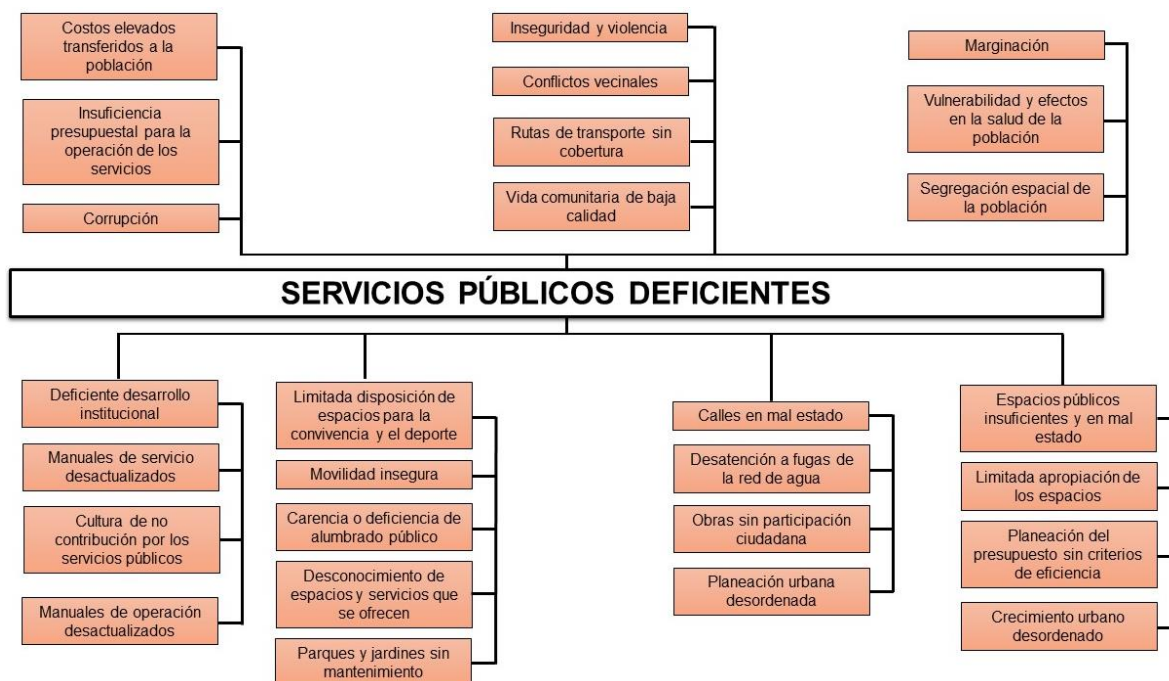 Costos elevados
transferidos a la
población
Insuficiencia
presupuestal para la
operación de los
servicios
Corrupción
Inseguridad y violencia
Conflictos vecinales
Rutas de transporte sin
cobertura
Vida comunitaria de baja
calidad
Marginación
Vulnerabilidad y efectos
en la salud de la
población
Segregación espacial de
la población
SERVICIOS PÚBLICOS DEFICIENTES
Deficiente desarrollo
institucional
Manuales de servicio
desactualizados
Cultura de no
contribución por los
servicios públicos
Manuales de operación
desactualizados
Limitada disposición de
espacios para la
convivencia y el deporte
Movilidad insegura
Carencia o deficiencia de
alumbrado público
Desconocimiento de
espacios y servicios que
se ofrecen
Parques y jardines sin
mantenimiento
Calles en mal estado
Desatención a fugas de
la red de agua
Obras sin participación
ciudadana
Planeación urbana
desordenada
Espacios públicos
insuficientes y en mal
estado
Limitada apropiación de
los espacios
Planeación del
presupuesto sin criterios
de eficiencia
Crecimiento urbano
desordenado